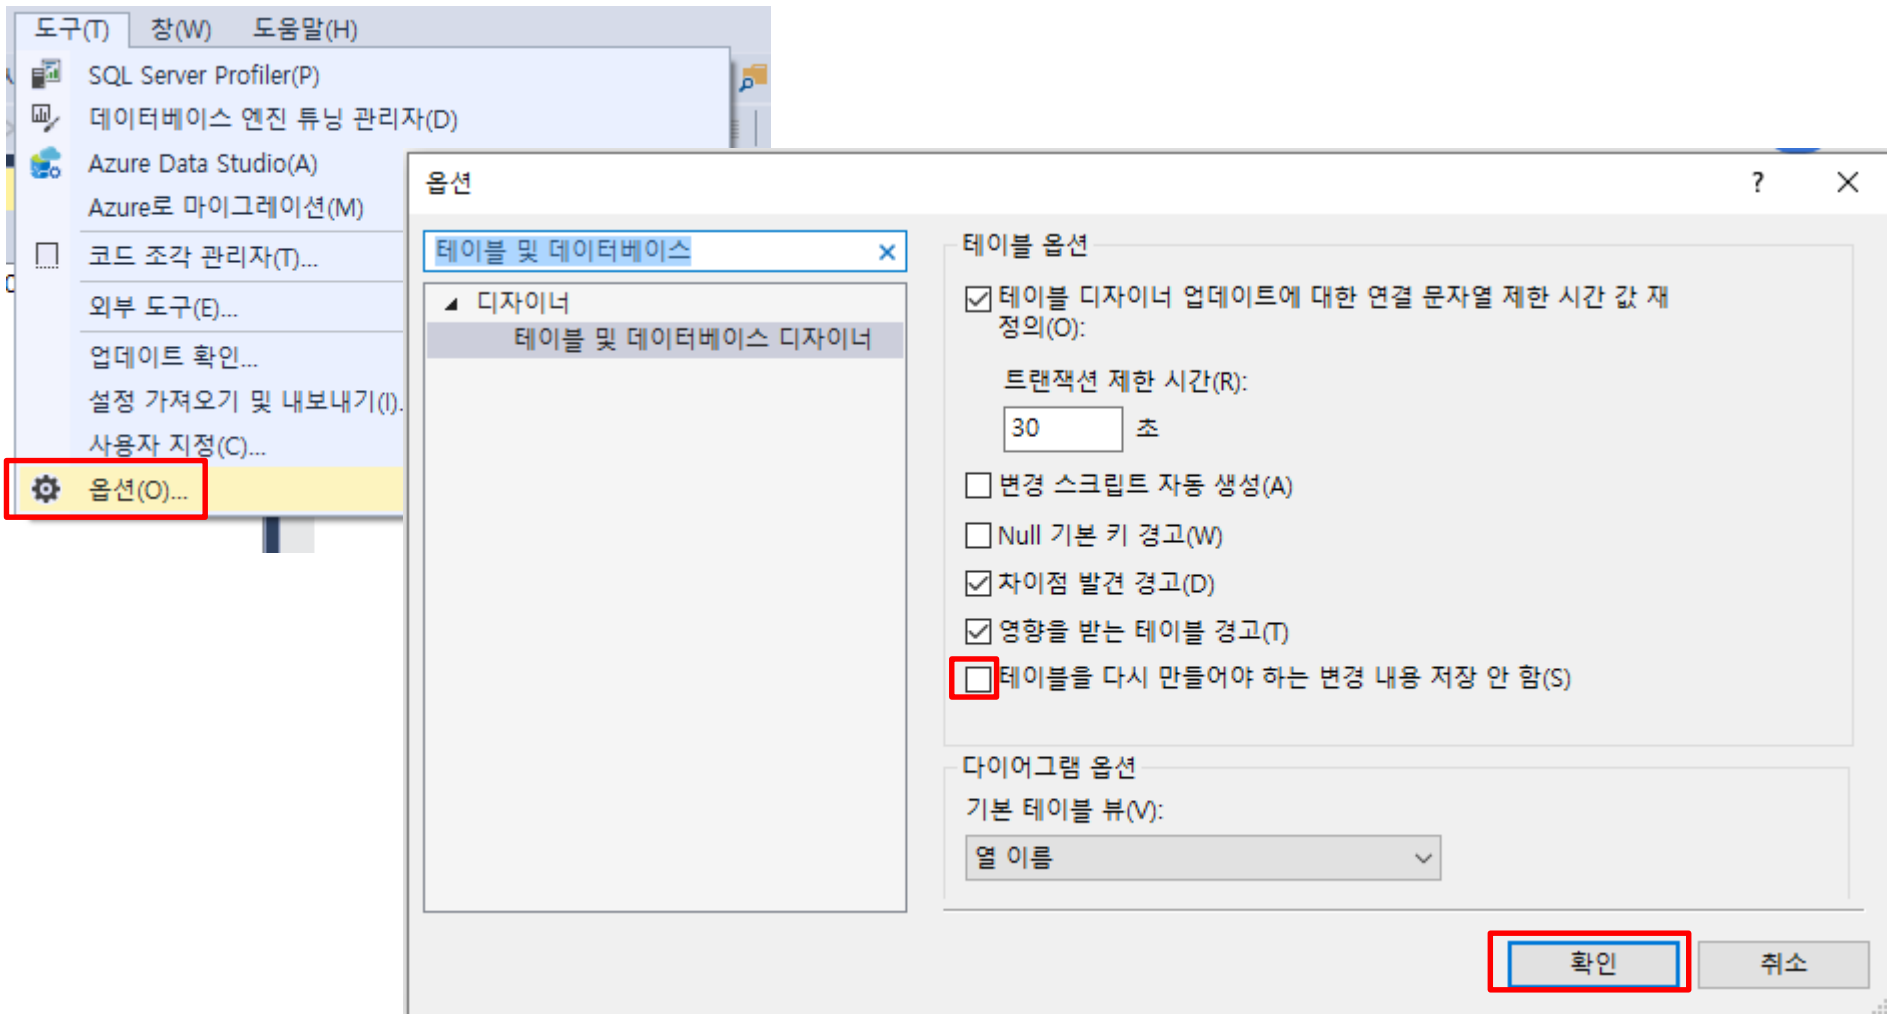 도구(T) 창(W) 도움말(H)
SQL Server Profiler(P)
데이터베이스 엔진 튜닝 관리자(D)
Azure Data Studio(A)
Azure로 마이그레이션(M)
코드 조각 관리자(T)...
외부 도구(E)...
업데이트 확인...
설정 가져오기 및 내보내기(I).
사용자 지정(C)...
옵션(O)...
옵션
테이블 및 데이터베이스
디자이너
테이블 및 데이터베이스 디자이너
테이블 옵션
테이블 디자이너 업데이트에 대한 연결 문자열 제한 시간 값 재
정의(O):
트랜잭션 제한 시간(R):
30 초
변경 스크립트 자동 생성(A)
Null 기본 키 경고(W)
차이점 발견 경고(D)
영향을 받는 테이블 경고(T)
테이블을 다시 만들어야 하는 변경 내용 저장 안 함(S)
다이어그램 옵션
기본 테이블 뷰(V):
열 이름
확인 취소